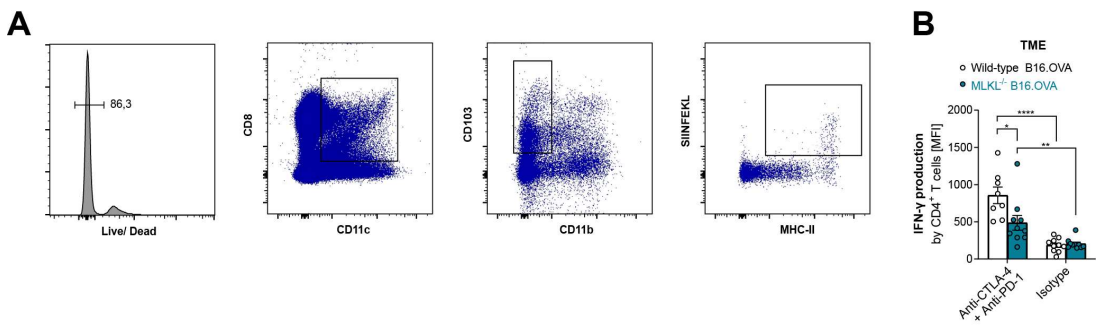 A
86,3
Live/ Dead
CD8
CD11c
CD103
CD11b
SIINFEKL
MHC-II
B
TME
Wild-type B16.OVA
MLKL-/- B16.OVA
IFN-γ production
by CD4+ T cells [MFI]
2000
1500
1000
500
0
****
*
**
Anti-CTLA-4
+ Anti-PD-1
Isotype